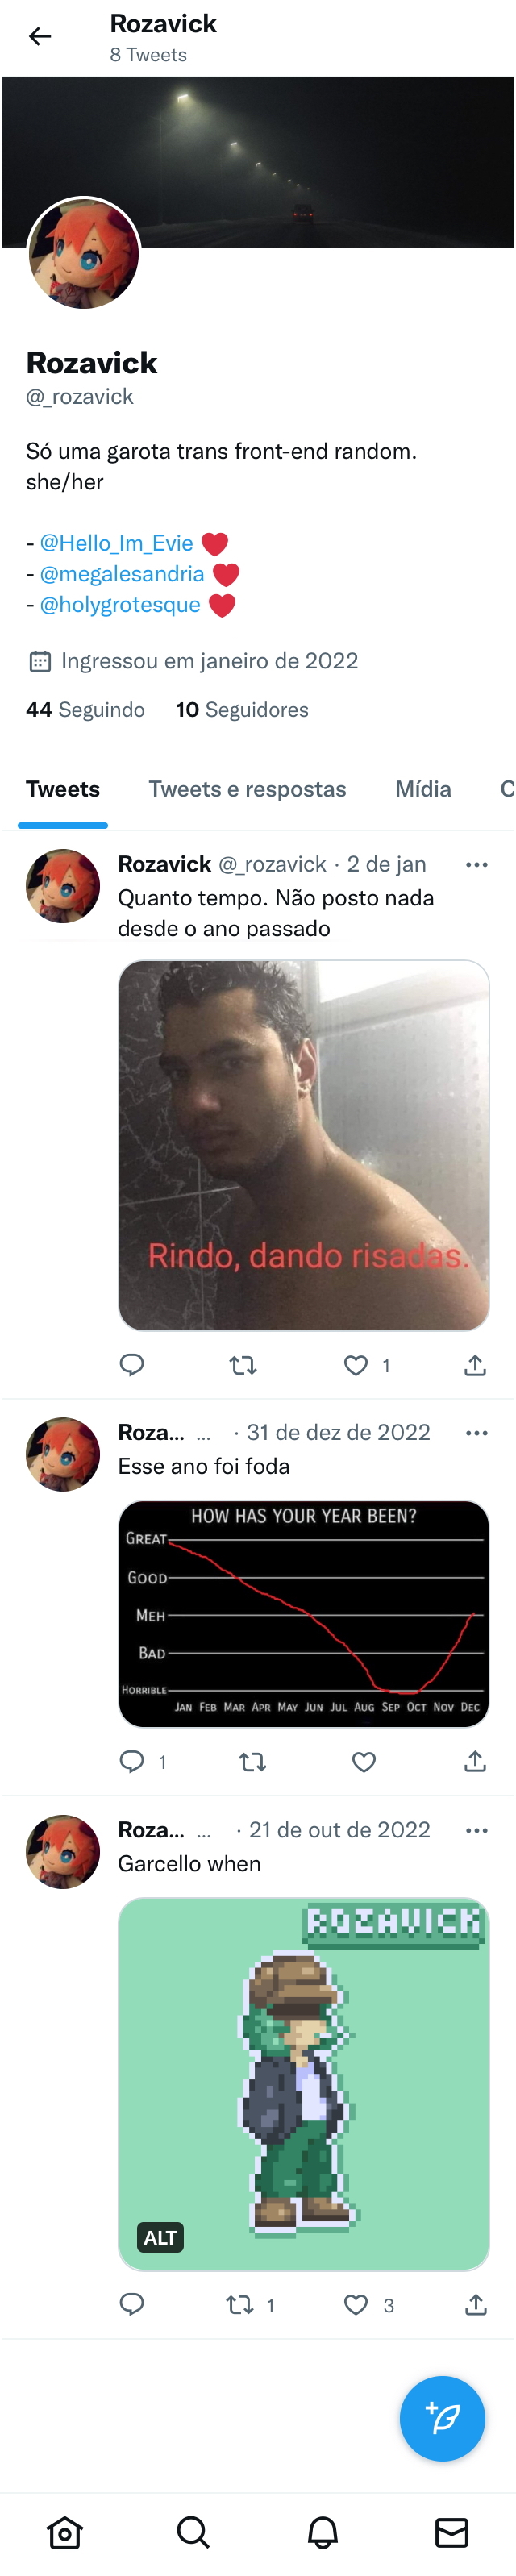 Rozavick
8 Tweets
Rozavick
@_rozavick
Só uma garota trans front-end random.
she/her
- @Hello_Im_Evie ❤️
- @megalesandria ❤️
- @holygrotesque ❤️
Ingressou em janeiro de 2022
44 Seguindo 10 Seguidores
Tweets Tweets e respostas Mídia C
Rozavick @_rozavick · 2 de jan
Quanto tempo. Não posto nada
desde o ano passado
Rindo, dando risadas.
1
Roza... ... · 31 de dez de 2022
Esse ano foi foda
HOW HAS YOUR YEAR BEEN?
GREAT
GOOD
MEH
BAD
HORRIBLE
JAN FEB MAR APR MAY JUN JUL AUG SEP OCT NOV DEC
1
Roza... ... · 21 de out de 2022
Garcello when
ROZAVICK
ALT
1 3